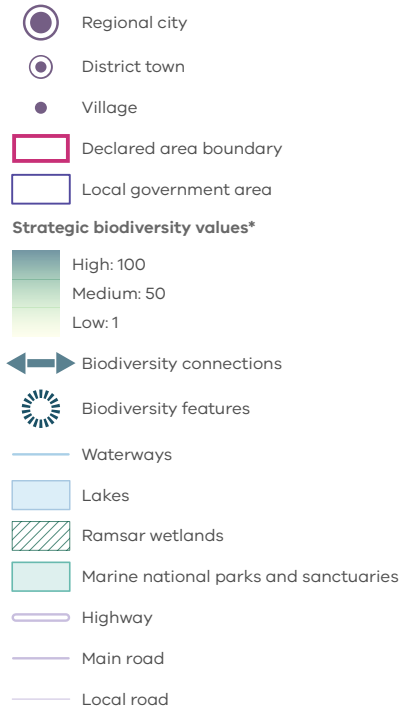 Regional city
District town
Village
Declared area boundary
Local government area
Strategic biodiversity values*
High: 100
Medium: 50
Low: 1
Biodiversity connections
Biodiversity features
Waterways
Lakes
Ramsar wetlands
Marine national parks and sanctuaries
Highway
Main road
Local road